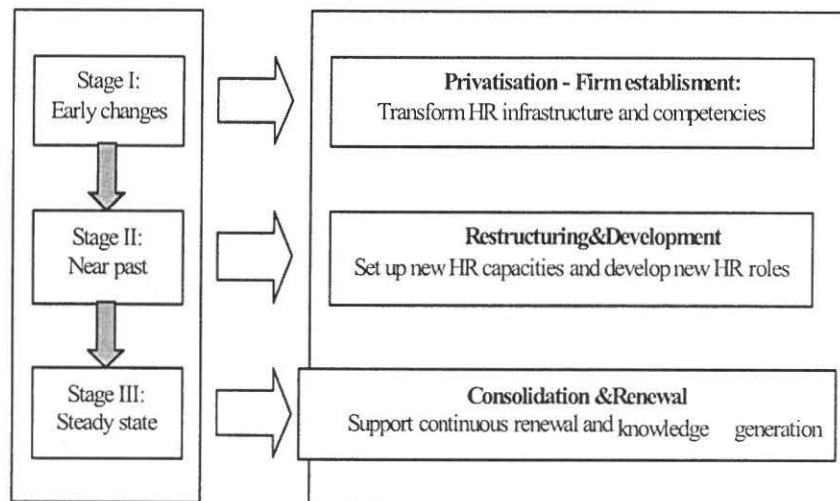 Stage I:
Early changes
Privatisation - Firm establisment:
Transform HR infrastructure and competencies
Stage II:
Near past
Restructuring&Development
Set up new HR capacities and develop new HR roles
Stage III:
Steady state
Consolidation &Renewal
Support continuous renewal and knowledge generation